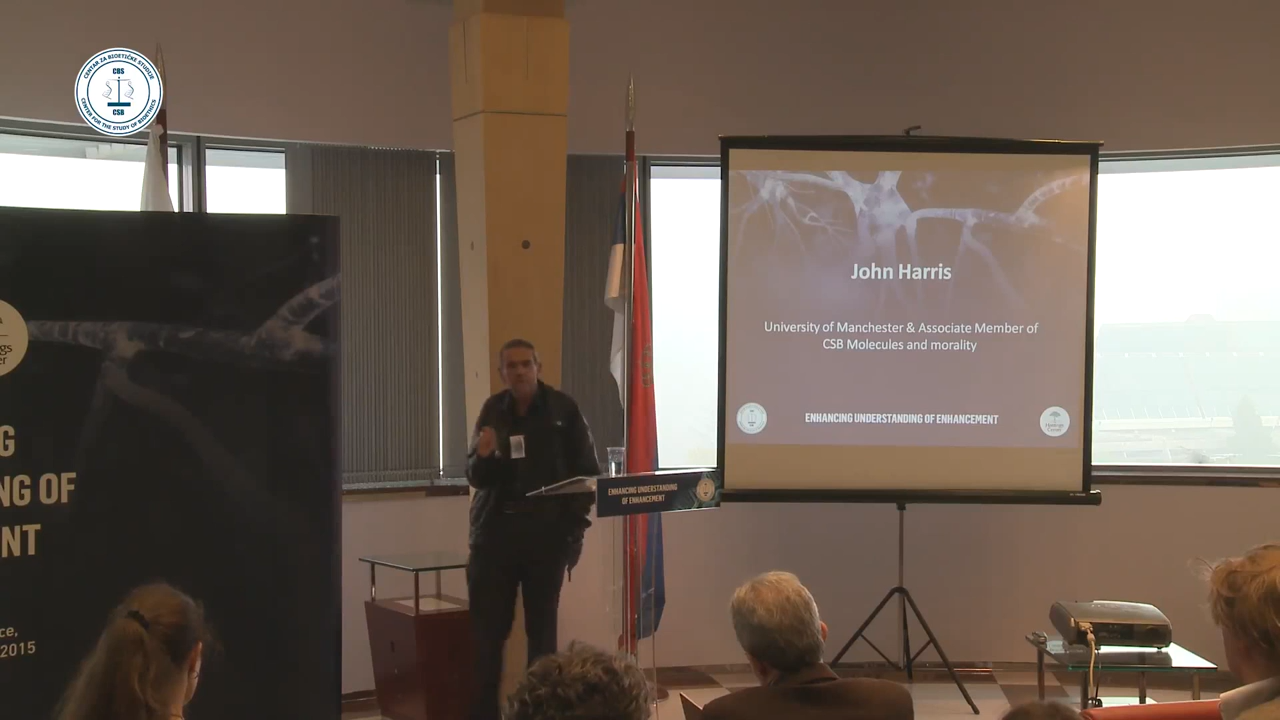 CENTAR ZA BIOETIČKE STUDIJE
CBS
CSB
CENTER FOR THE STUDY OF BIOETHICS
John Harris
University of Manchester & Associate Member of
CSB Molecules and morality
ENHANCING UNDERSTANDING OF ENHANCEMENT
ENHANCING UNDERSTANDING
OF ENHANCEMENT
G
NG OF
NT
ce,
2015